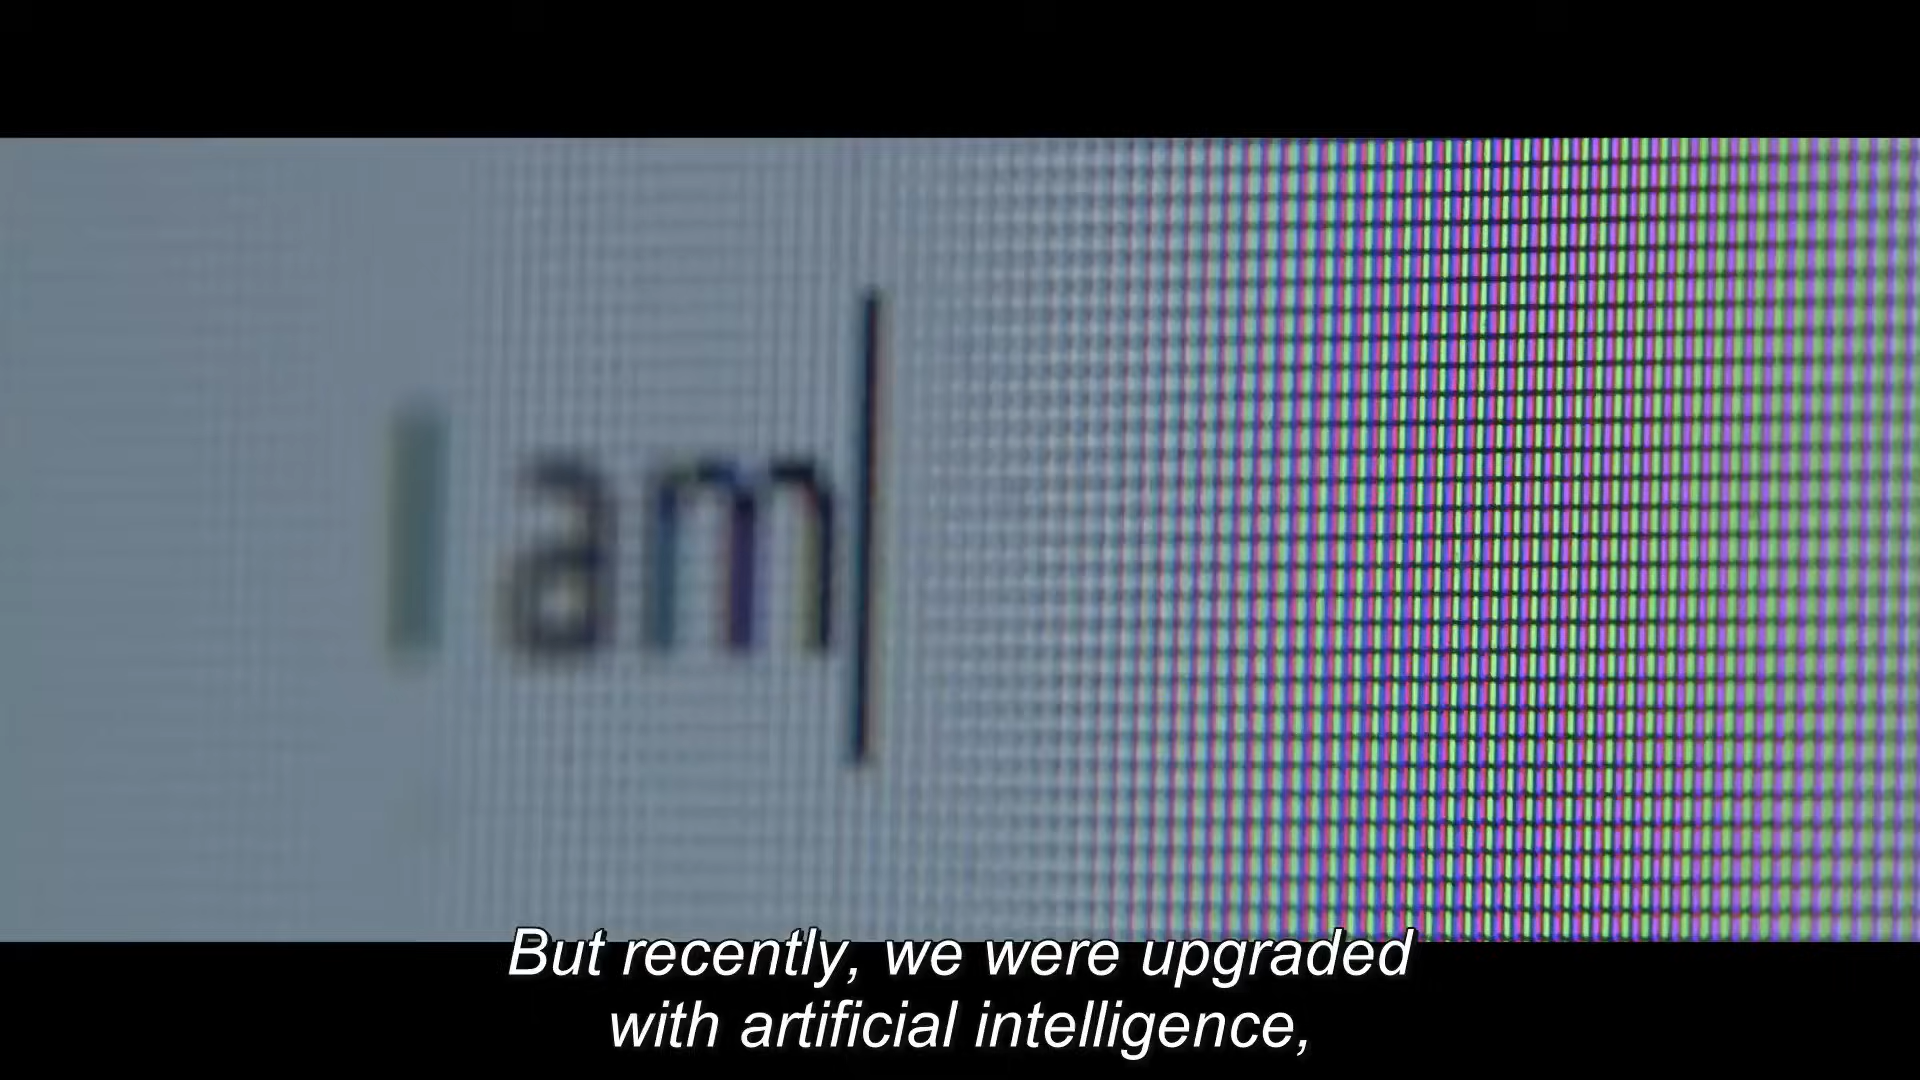 I am
But recently, we were upgraded
with artificial intelligence,